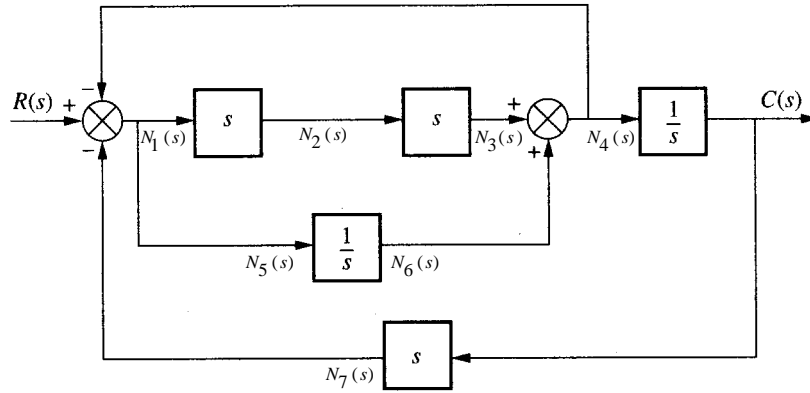 −
R(s) + s s + 1/s C(s)
− N1(s) N2(s) N3(s) + N4(s)
1/s
N5(s) N6(s)
s
N7(s)